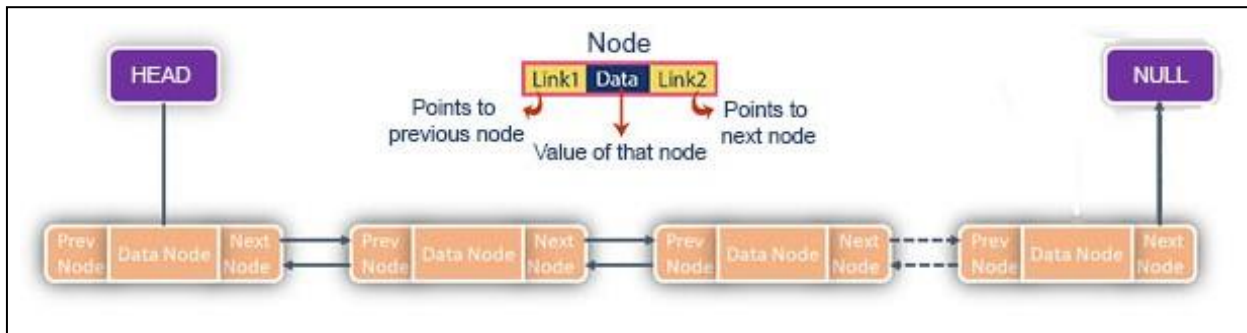 Node
HEAD
Link1 Data Link2
NULL
Points to
previous node
Value of that node
Points to
next node
Prev
Node
Data Node
Next
Node
Prev
Node
Data Node
Next
Node
Prev
Node
Data Node
Next
Node
Prev
Node
Data Node
Next
Node